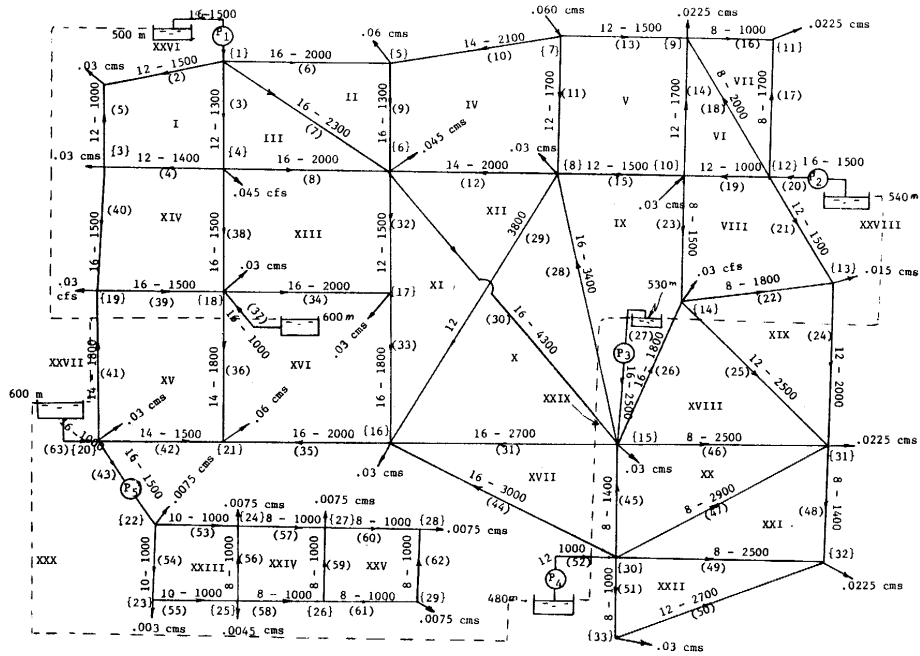 16-1500
500 m
P1
XXVI
.060 cms
.0225 cms
.0225 cms
{1}
16 - 2000
(6)
.06 cms
{5}
14 - 2100
(10)
{7}
12 - 1500
(13)
{9}
8 - 1000
(16)
{11}
.03 cms
12 - 1500
(2)
12 - 1000
(5)
I
12 - 1300
(3)
II
16 - 2300
(7)
III
16 - 1300
(9)
IV
12 - 1700
(11)
V
12 - 1700
(14)
(18)
8 - 2000
VII
8 - 1700
(17)
VI
{3}
.03 cms
12 - 1400
(4)
{4}
.045 cfs
16 - 2000
(8)
{6}
.045 cms
14 - 2000
(12)
.03 cms
{8}
12 - 1500
(15)
{10}
12 - 1000
(19)
{12}
16 - 1500
(20)
P2
540 m
XXVIII
(40)
16 - 1500
XIV
16 - 1500
(38)
XIII
(32)
12 - 1500
XII
3800
(29)
12
XI
(28)
16 - 3400
IX
.03 cms
8 - 1500
(23)
VIII
(21)
12 - 1500
{13}
.015 cms
.03 cfs
{19}
16 - 1500
(39)
{18}
.03 cms
16 - 2000
(34)
{17}
.03 cms
(37)
16 - 1000
600 m
(30)
16 - 4300
X
530 m
(27)
P3
16 - 2500
.03 cfs
{14}
8 - 1800
(22)
XIX
(24)
12 - 2000
16 - 1800
(26)
(25)
12 - 2500
XVIII
XXVII
600 m
14 - 1800
(41)
XV
14 - 1800
(36)
XVI
16 - 1800
(33)
XXIX
16-1000
(63)
{20}
.03 cms
14 - 1500
(42)
{21}
.06 cms
16 - 2000
(35)
{16}
.03 cms
16 - 2700
(31)
{15}
.03 cms
8 - 2500
(46)
{31}
.0225 cms
(43)
16 - 1500
P5
.0075 cms
XVII
16 - 3000
(44)
8 - 1400
(45)
XX
8 - 2900
(47)
XXI
8 - 1400
(48)
.0075 cms
.0075 cms
{22}
10 - 1000
(53)
{24}
8 - 1000
(57)
{27}
8 - 1000
(60)
{28}
.0075 cms
XXX
10 - 1000
(54)
XXIII
8 - 1000
(56)
XXIV
8 - 1000
(59)
XXV
8 - 1000
(62)
12
1000
(52)
P4
480 m
{30}
8 - 2500
(49)
{32}
.0225 cms
{23}
10 - 1000
(55)
{25}
8 - 1000
(58)
{26}
8 - 1000
(61)
{29}
.0075 cms
.003 cms
.0045 cms
8 - 1000
(51)
XXII
12 - 2700
(50)
{33}
.03 cms